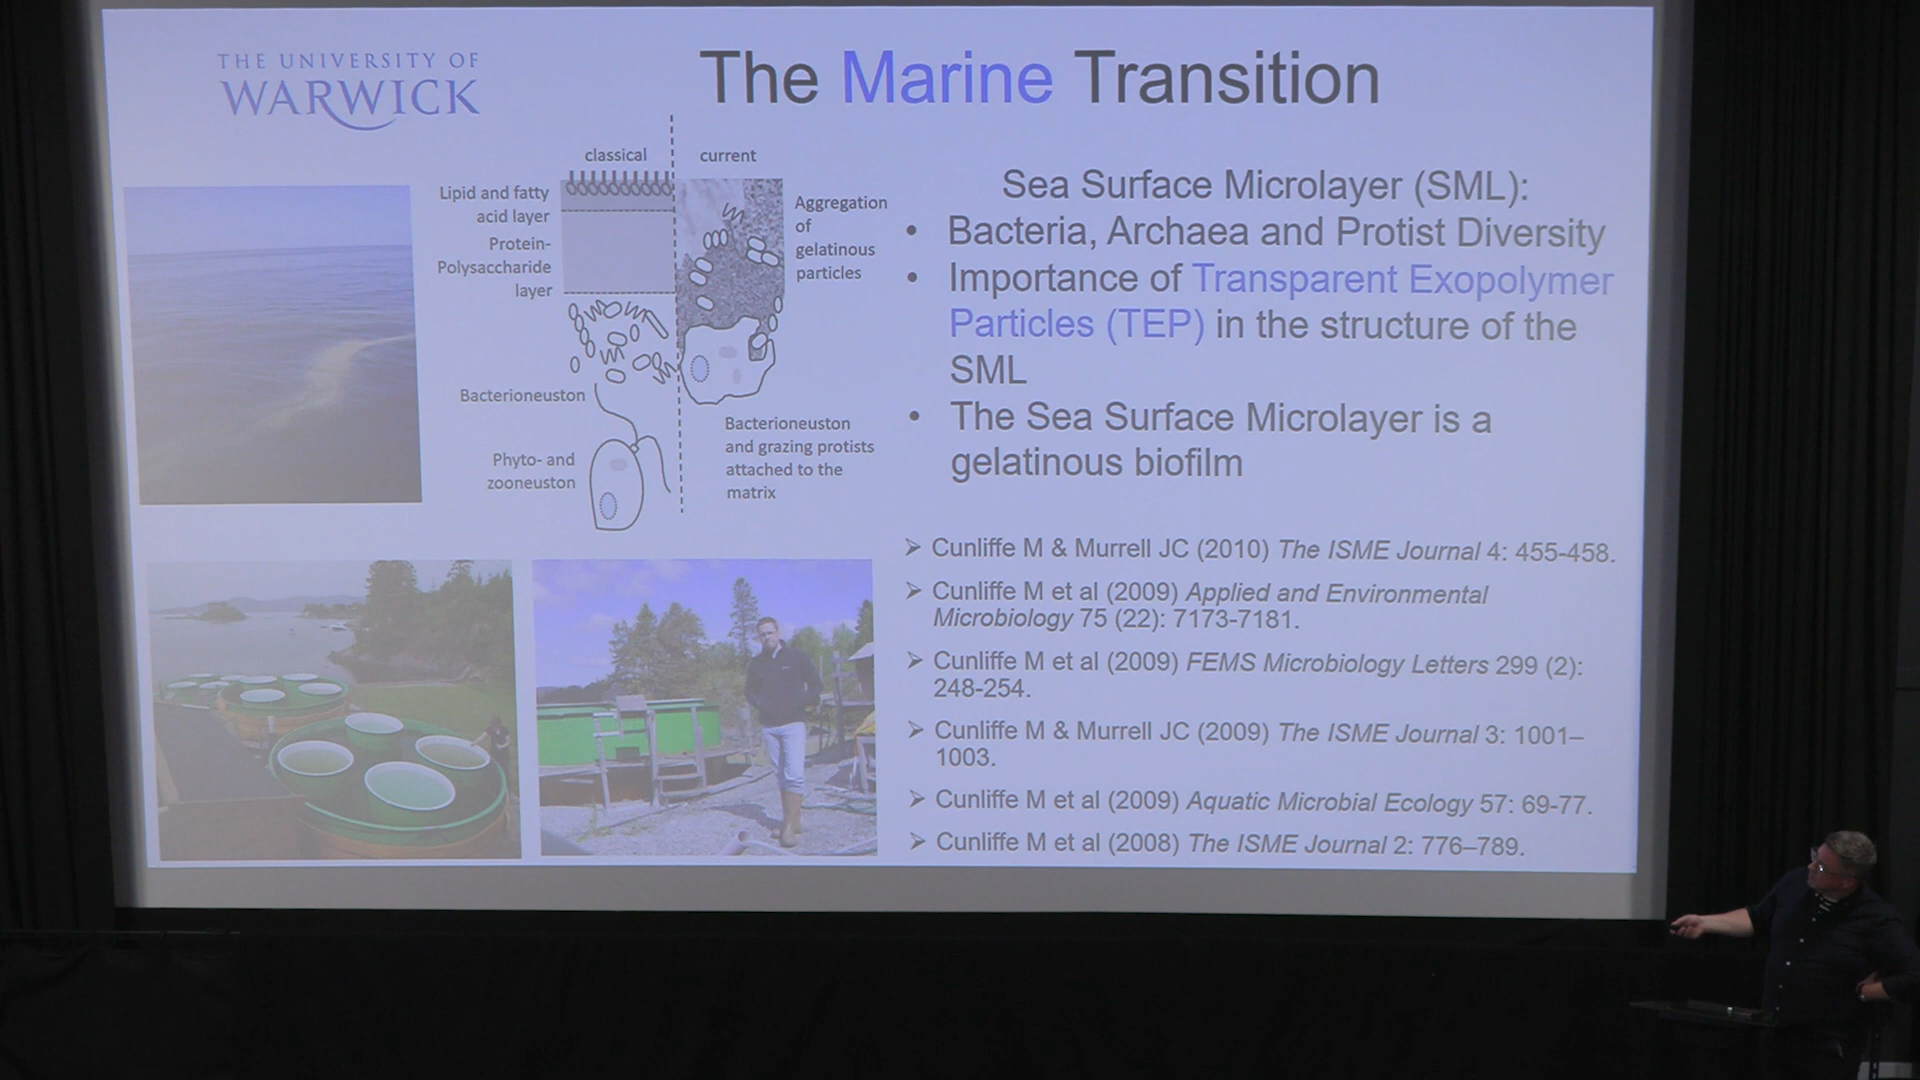 THE UNIVERSITY OF
WARWICK
The Marine Transition
classical
current
Lipid and fatty
acid layer
Protein-
Polysaccharide
layer
Aggregation
of
gelatinous
particles
Bacterioneuston
Phyto- and
zooneuston
Bacterioneuston
and grazing protists
attached to the
matrix
Sea Surface Microlayer (SML):
• Bacteria, Archaea and Protist Diversity
• Importance of Transparent Exopolymer
Particles (TEP) in the structure of the
SML
• The Sea Surface Microlayer is a
gelatinous biofilm
➢ Cunliffe M & Murrell JC (2010) The ISME Journal 4: 455-458.
➢ Cunliffe M et al (2009) Applied and Environmental
Microbiology 75 (22): 7173-7181.
➢ Cunliffe M et al (2009) FEMS Microbiology Letters 299 (2):
248-254.
➢ Cunliffe M & Murrell JC (2009) The ISME Journal 3: 1001–
1003.
➢ Cunliffe M et al (2009) Aquatic Microbial Ecology 57: 69-77.
➢ Cunliffe M et al (2008) The ISME Journal 2: 776–789.